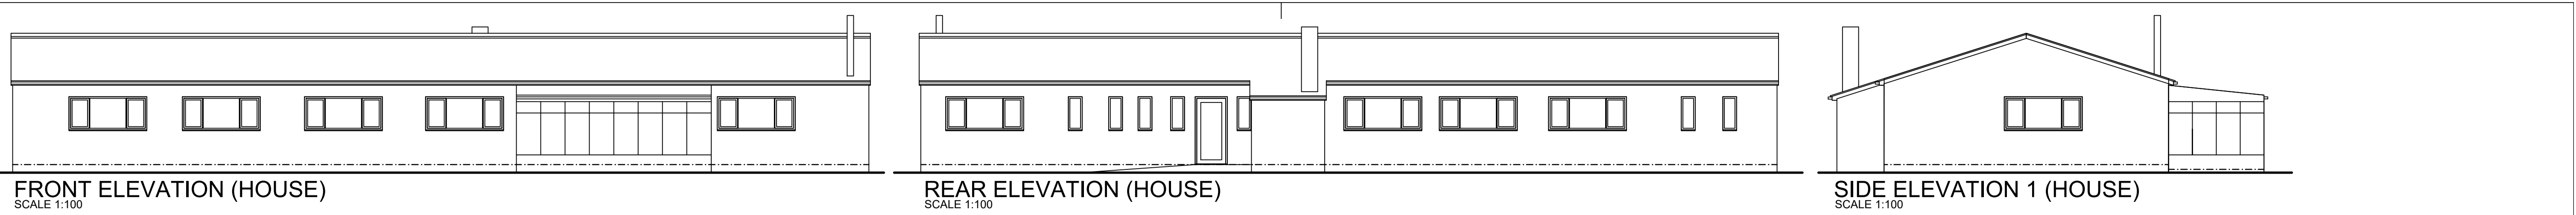 FRONT ELEVATION (HOUSE)
SCALE 1:100
REAR ELEVATION (HOUSE)
SCALE 1:100
SIDE ELEVATION 1 (HOUSE)
SCALE 1:100